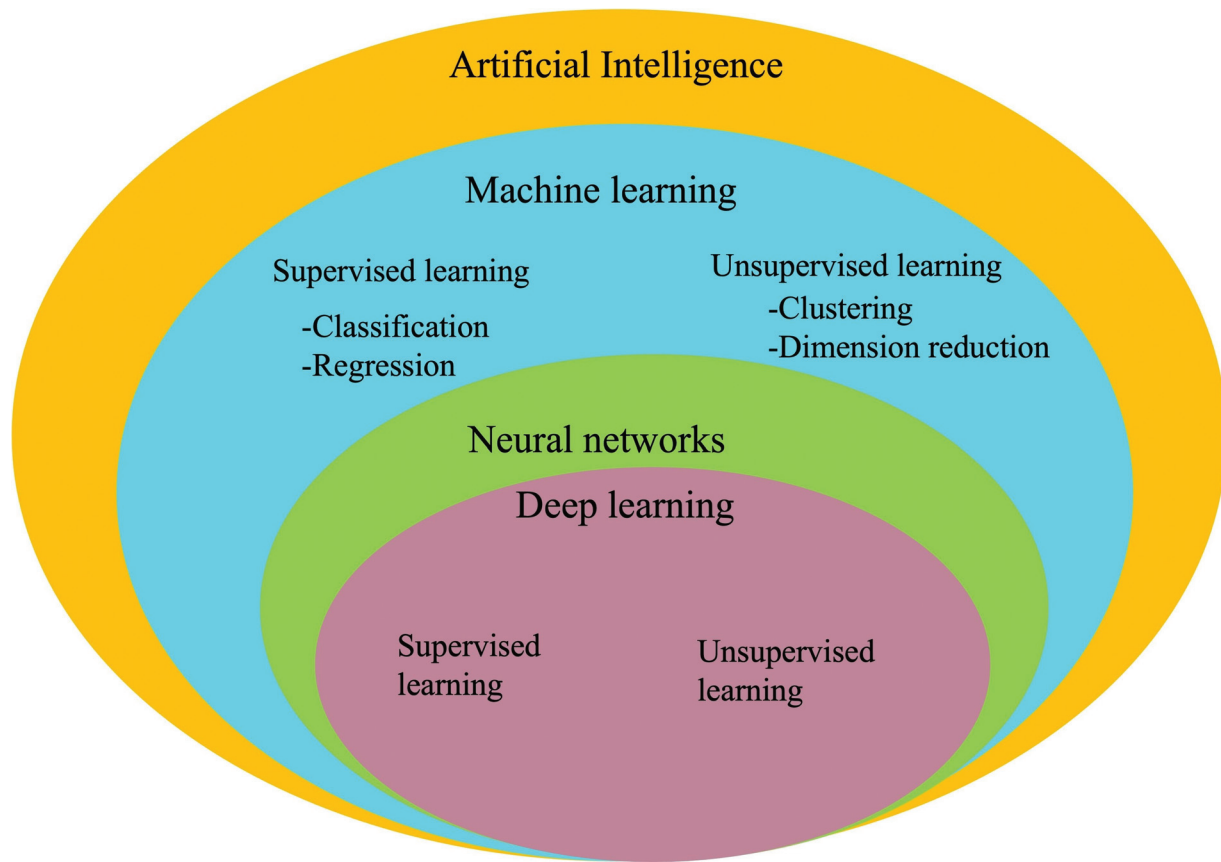 Artificial Intelligence
Machine learning
Supervised learning
-Classification
-Regression
Unsupervised learning
-Clustering
-Dimension reduction
Neural networks
Deep learning
Supervised
learning
Unsupervised
learning